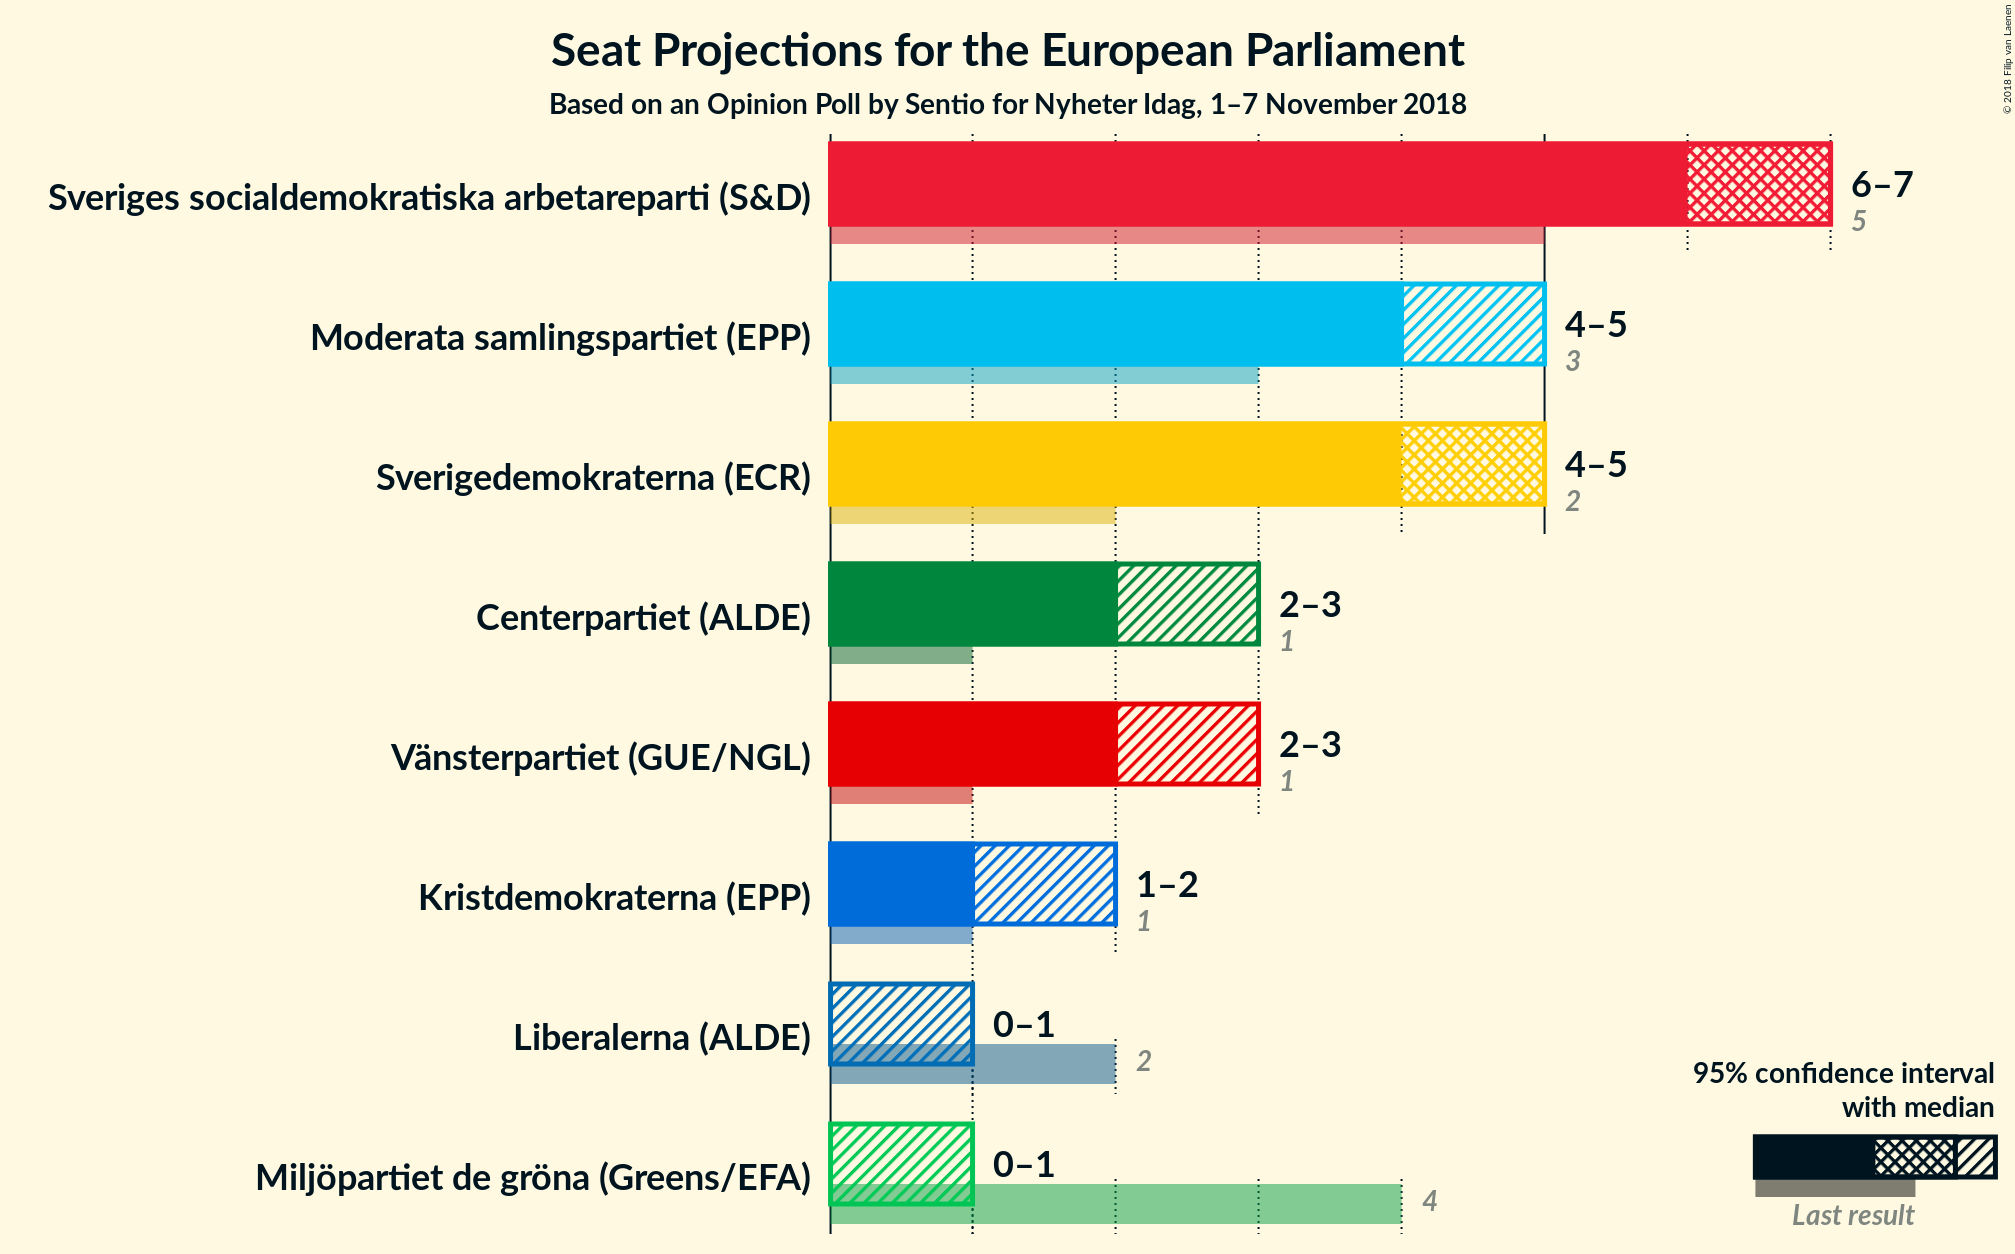 Seat Projections for the European Parliament
Based on an Opinion Poll by Sentio for Nyheter Idag, 1–7 November 2018
© 2018 Filip van Laenen
Sveriges socialdemokratiska arbetareparti (S&D)
6–7
5
Moderata samlingspartiet (EPP)
4–5
3
Sverigedemokraterna (ECR)
4–5
2
Centerpartiet (ALDE)
2–3
1
Vänsterpartiet (GUE/NGL)
2–3
1
Kristdemokraterna (EPP)
1–2
1
Liberalerna (ALDE)
0–1
2
Miljöpartiet de gröna (Greens/EFA)
0–1
4
95% confidence interval
with median
Last result